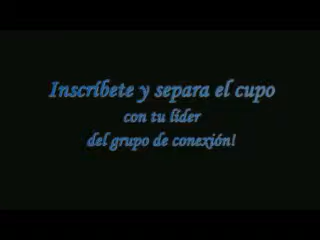 Inscríbete y separa el cupo
con tu líder
del grupo de conexión!